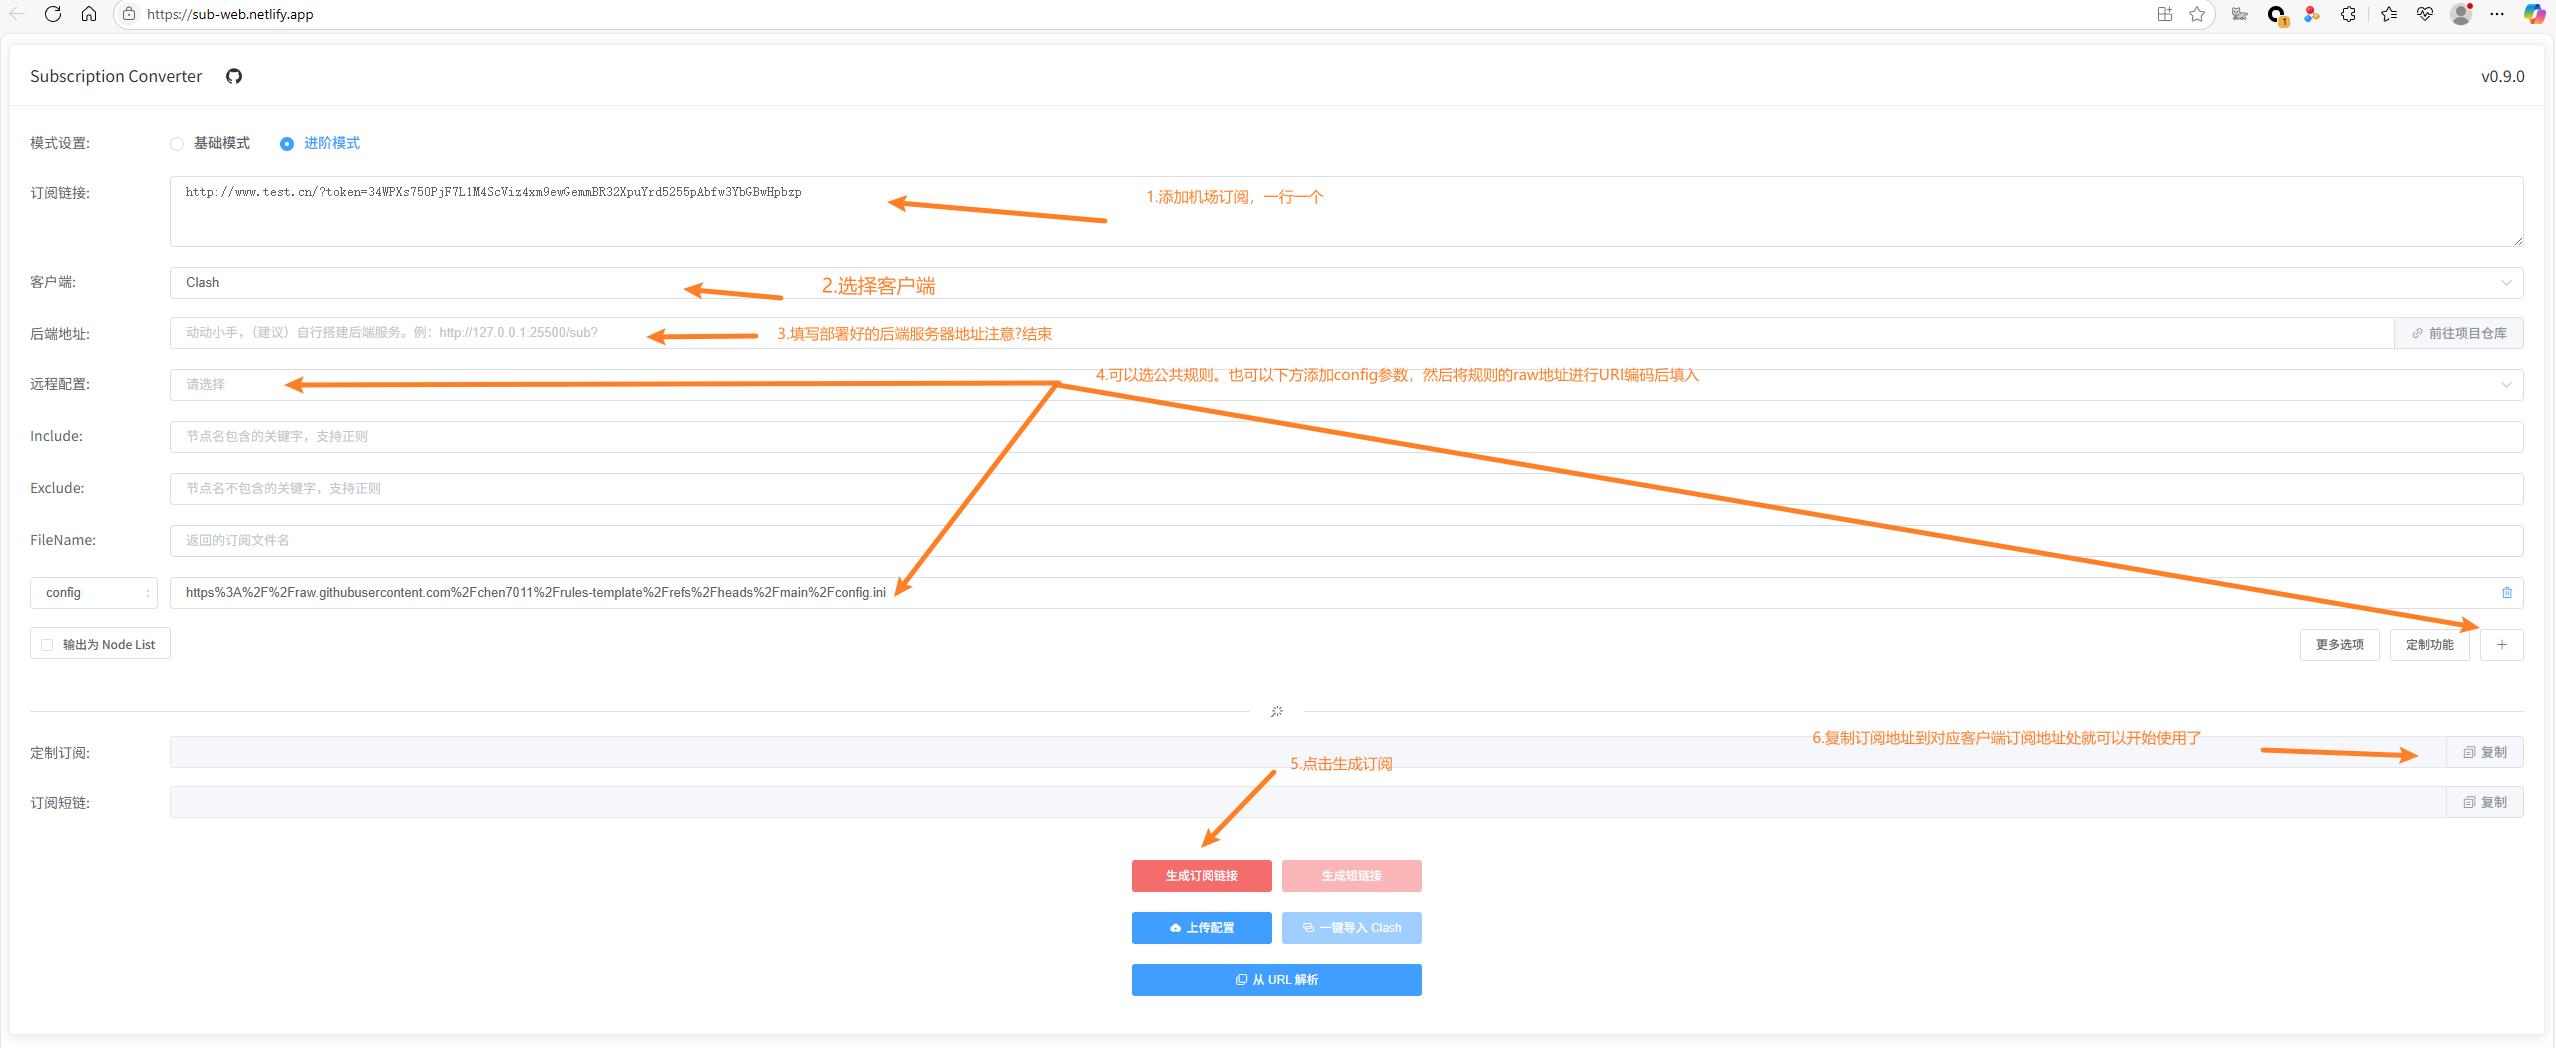 https://sub-web.netlify.app
1
Subscription Converter
v0.9.0
模式设置:
基础模式
进阶模式
订阅链接:
http://www.test.cn/?token=34WPXs75OPjF7L1M4ScViz4xm9ewGemmBR32XpuYrd5255pAbfw3YbGBwHpbzp
1.添加机场订阅，一行一个
客户端:
Clash
2.选择客户端
后端地址:
动动小手，（建议）自行搭建后端服务。例：http://127.0.0.1:25500/sub?
3.填写部署好的后端服务器地址注意?结束
前往项目仓库
远程配置:
请选择
4.可以选公共规则。也可以下方添加config参数，然后将规则的raw地址进行URI编码后填入
Include:
节点名包含的关键字，支持正则
Exclude:
节点名不包含的关键字，支持正则
FileName:
返回的订阅文件名
config
:
https%3A%2F%2Fraw.githubusercontent.com%2Fchen7011%2Frules-template%2Frefs%2Fheads%2Fmain%2Fconfig.ini
输出为 Node List
更多选项
定制功能
定制订阅:
6.复制订阅地址到对应客户端订阅地址处就可以开始使用了
复制
5.点击生成订阅
订阅短链:
复制
生成订阅链接
生成短链接
上传配置
一键导入 Clash
从 URL 解析